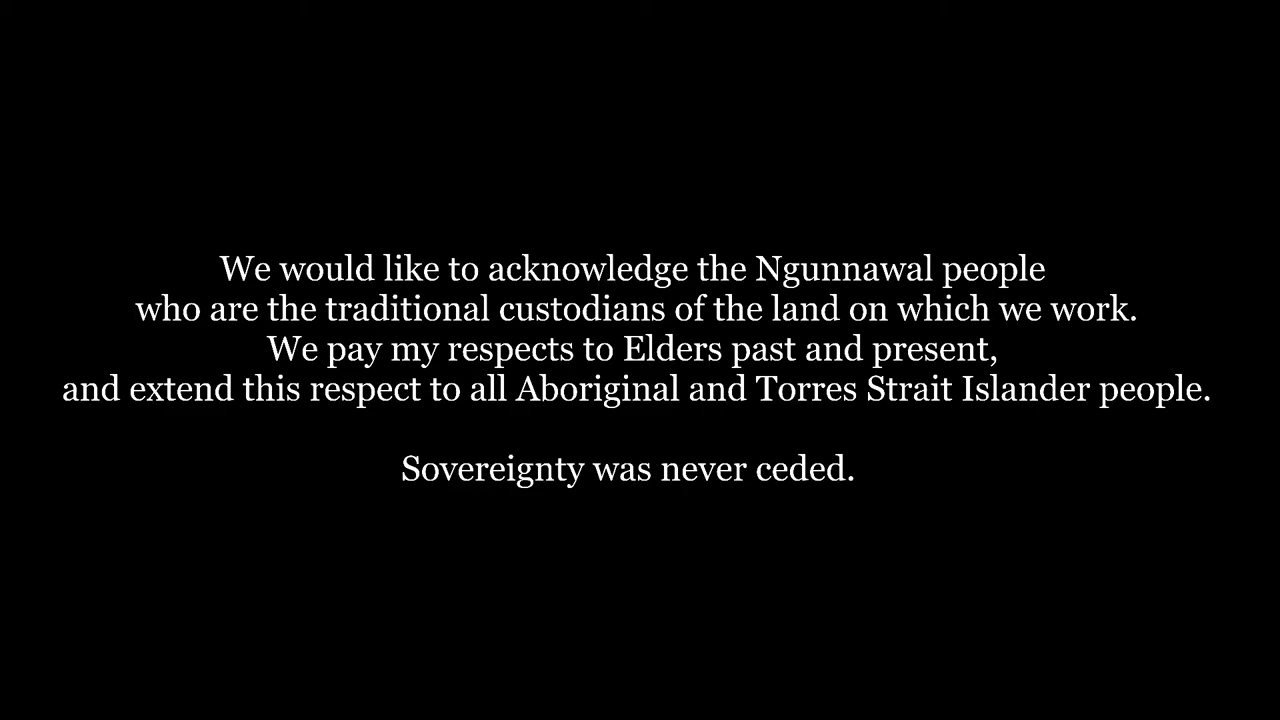 We would like to acknowledge the Ngunnawal people
who are the traditional custodians of the land on which we work.
We pay my respects to Elders past and present,
and extend this respect to all Aboriginal and Torres Strait Islander people.
Sovereignty was never ceded.